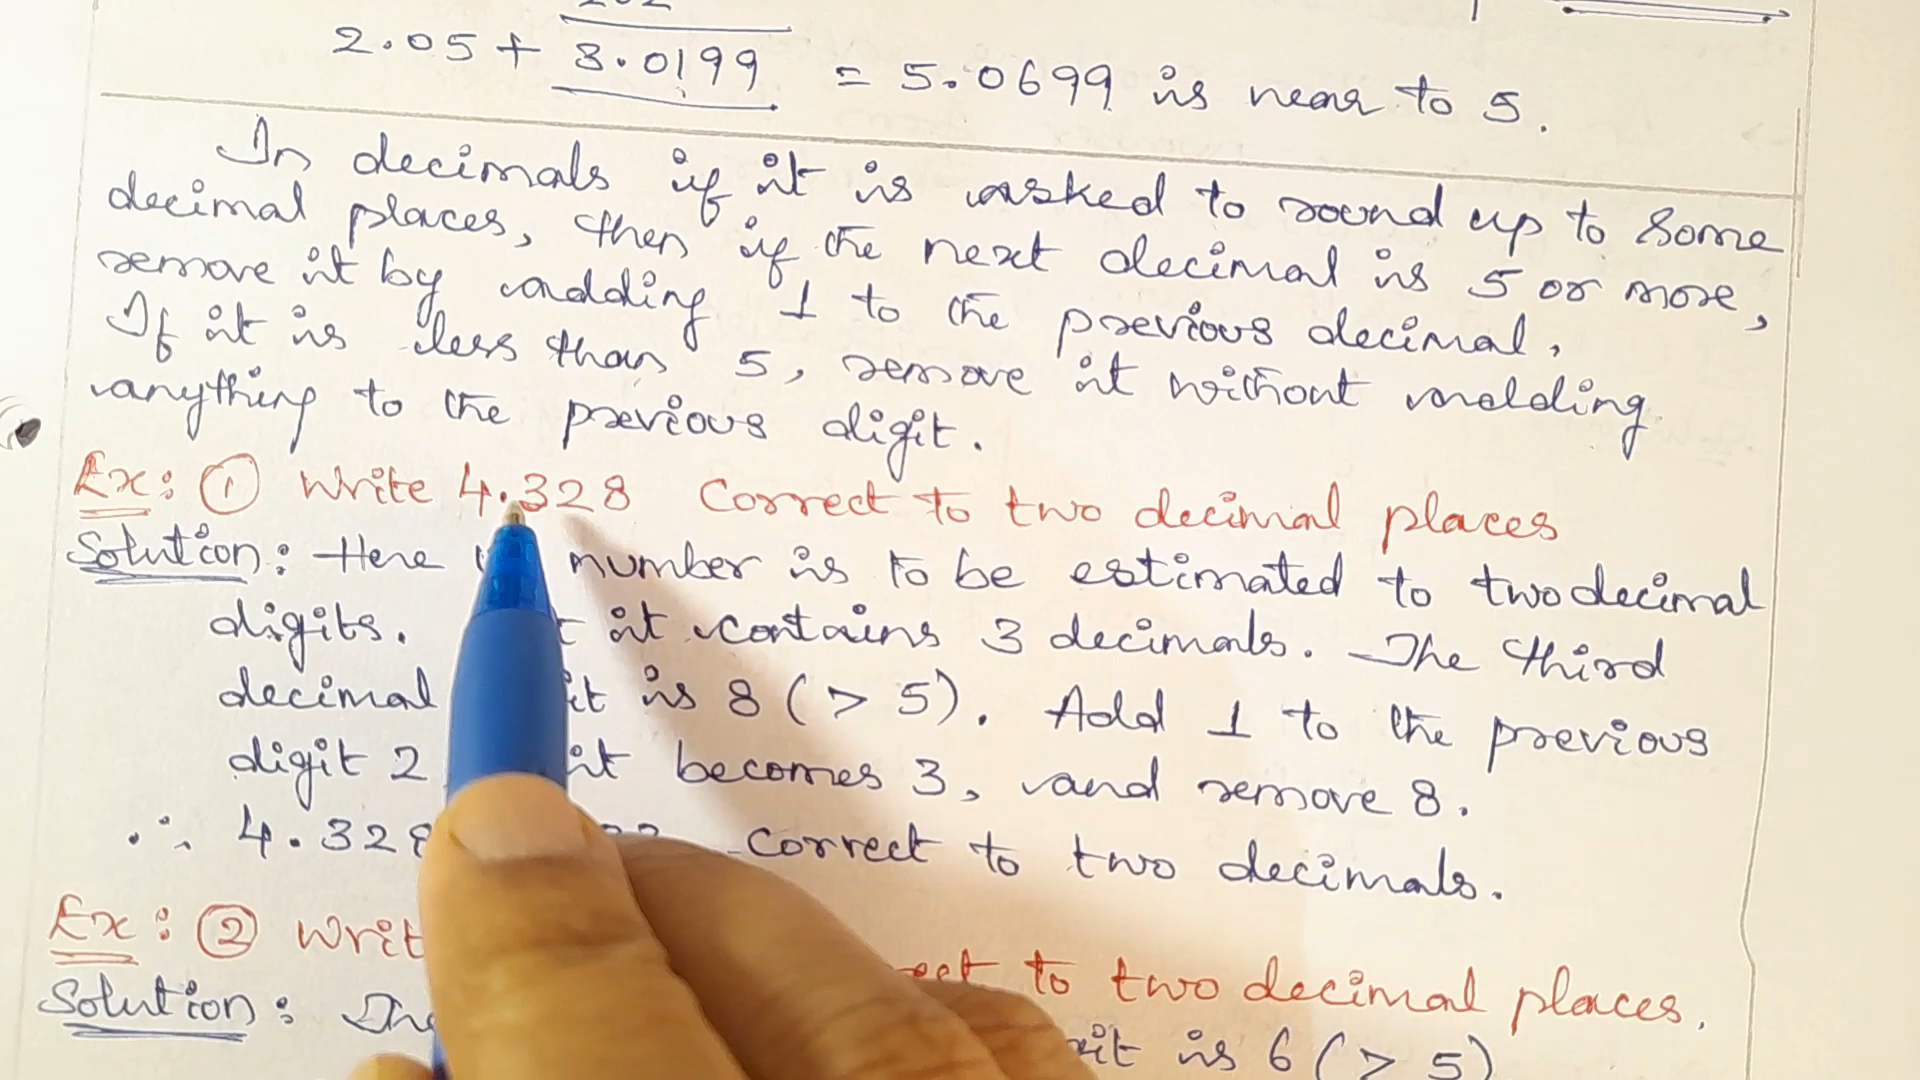 2.05 + 3.0199 = 5.0699 is near to 5.
In decimals if it is asked to round up to some
decimal places, then if the next decimal is 5 or more,
remove it by adding 1 to the previous decimal.
If it is less than 5, remove it without adding
anything to the previous digit.
Ex: ① Write 4.328 Correct to two decimal places
Solution: Here number is to be estimated to two decimal
digits. it contains 3 decimals. The third
decimal is 8 (> 5). Add 1 to the previous
digit 2 it becomes 3, and remove 8.
∴ 4.328 correct to two decimals.
Ex: ② Write to two decimal places.
Solution: is 6 (> 5)